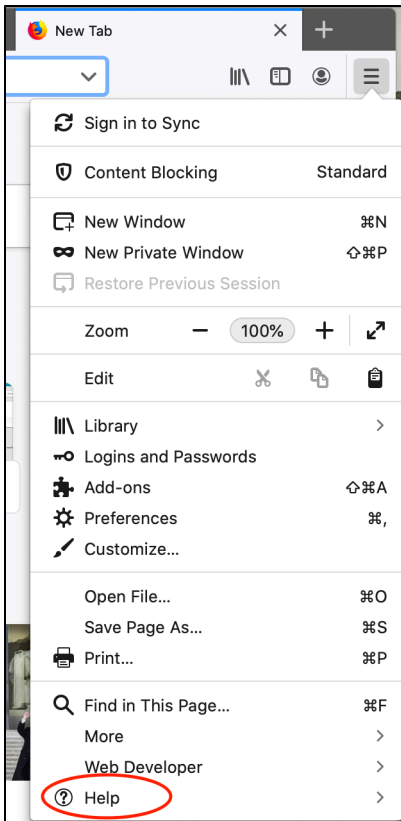 New Tab
Sign in to Sync
Content Blocking Standard
New Window ⌘N
New Private Window ⇧⌘P
Restore Previous Session
Zoom − 100% +
Edit
Library
Logins and Passwords
Add-ons ⇧⌘A
Preferences ⌘,
Customize...
Open File... ⌘O
Save Page As... ⌘S
Print... ⌘P
Find in This Page... ⌘F
More
Web Developer
Help